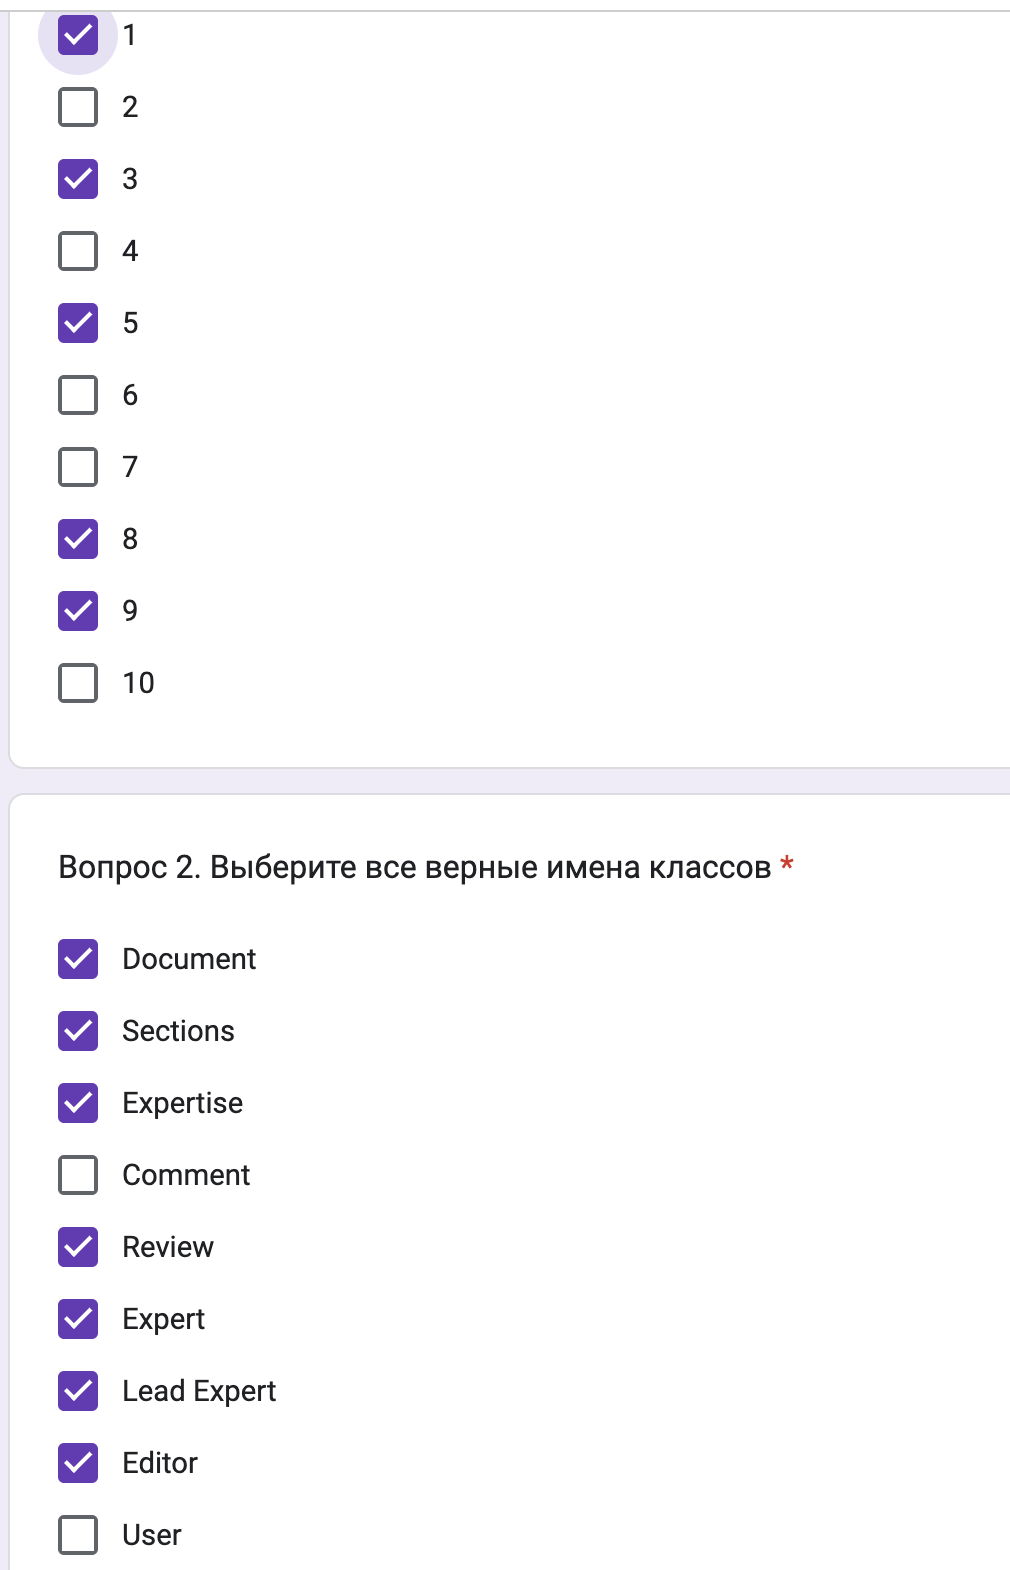 1
2
3
4
5
6
7
8
9
10
Вопрос 2. Выберите все верные имена классов *
Document
Sections
Expertise
Comment
Review
Expert
Lead Expert
Editor
User